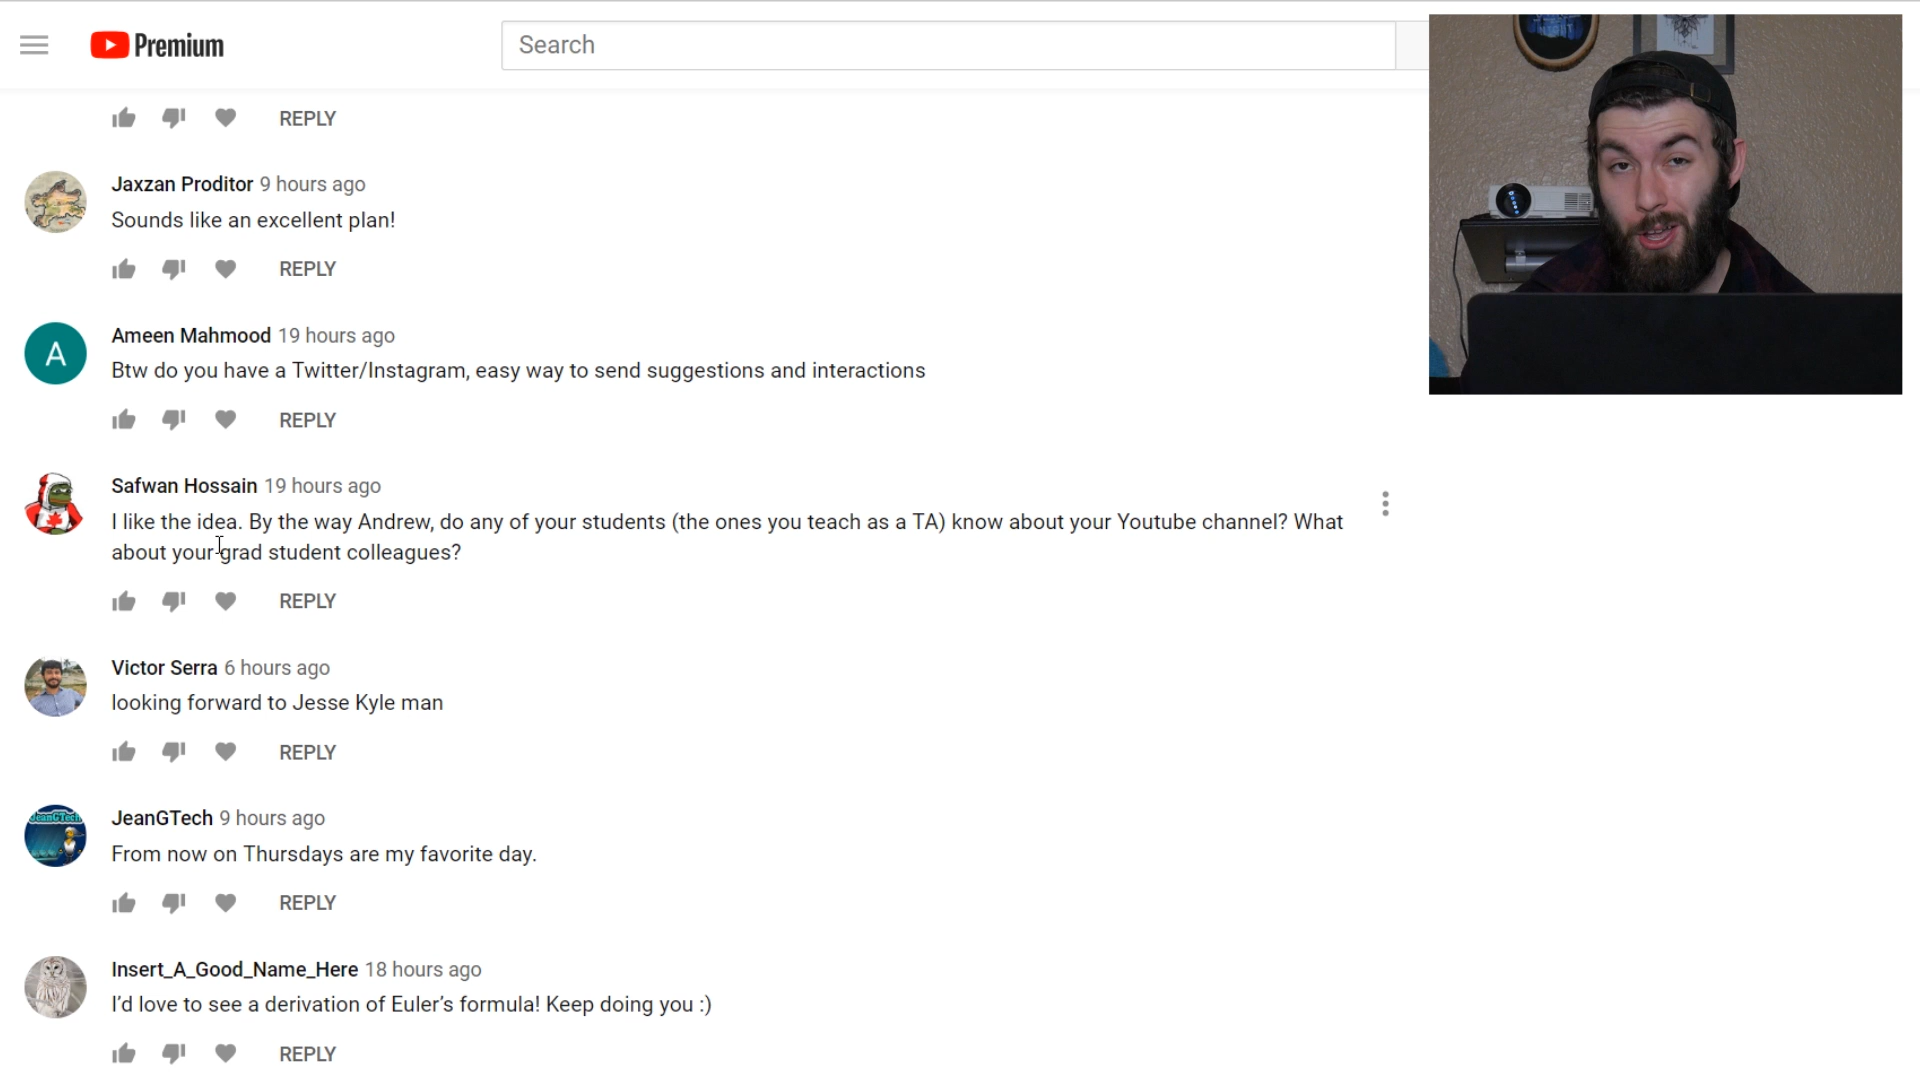 Premium
Search
REPLY
Jaxzan Proditor 9 hours ago
Sounds like an excellent plan!
REPLY
A
Ameen Mahmood 19 hours ago
Btw do you have a Twitter/Instagram, easy way to send suggestions and interactions
REPLY
Safwan Hossain 19 hours ago
I like the idea. By the way Andrew, do any of your students (the ones you teach as a TA) know about your Youtube channel? What
about your grad student colleagues?
REPLY
Victor Serra 6 hours ago
looking forward to Jesse Kyle man
REPLY
JeanGTech
JeanGTech 9 hours ago
From now on Thursdays are my favorite day.
REPLY
Insert_A_Good_Name_Here 18 hours ago
I’d love to see a derivation of Euler’s formula! Keep doing you :)
REPLY